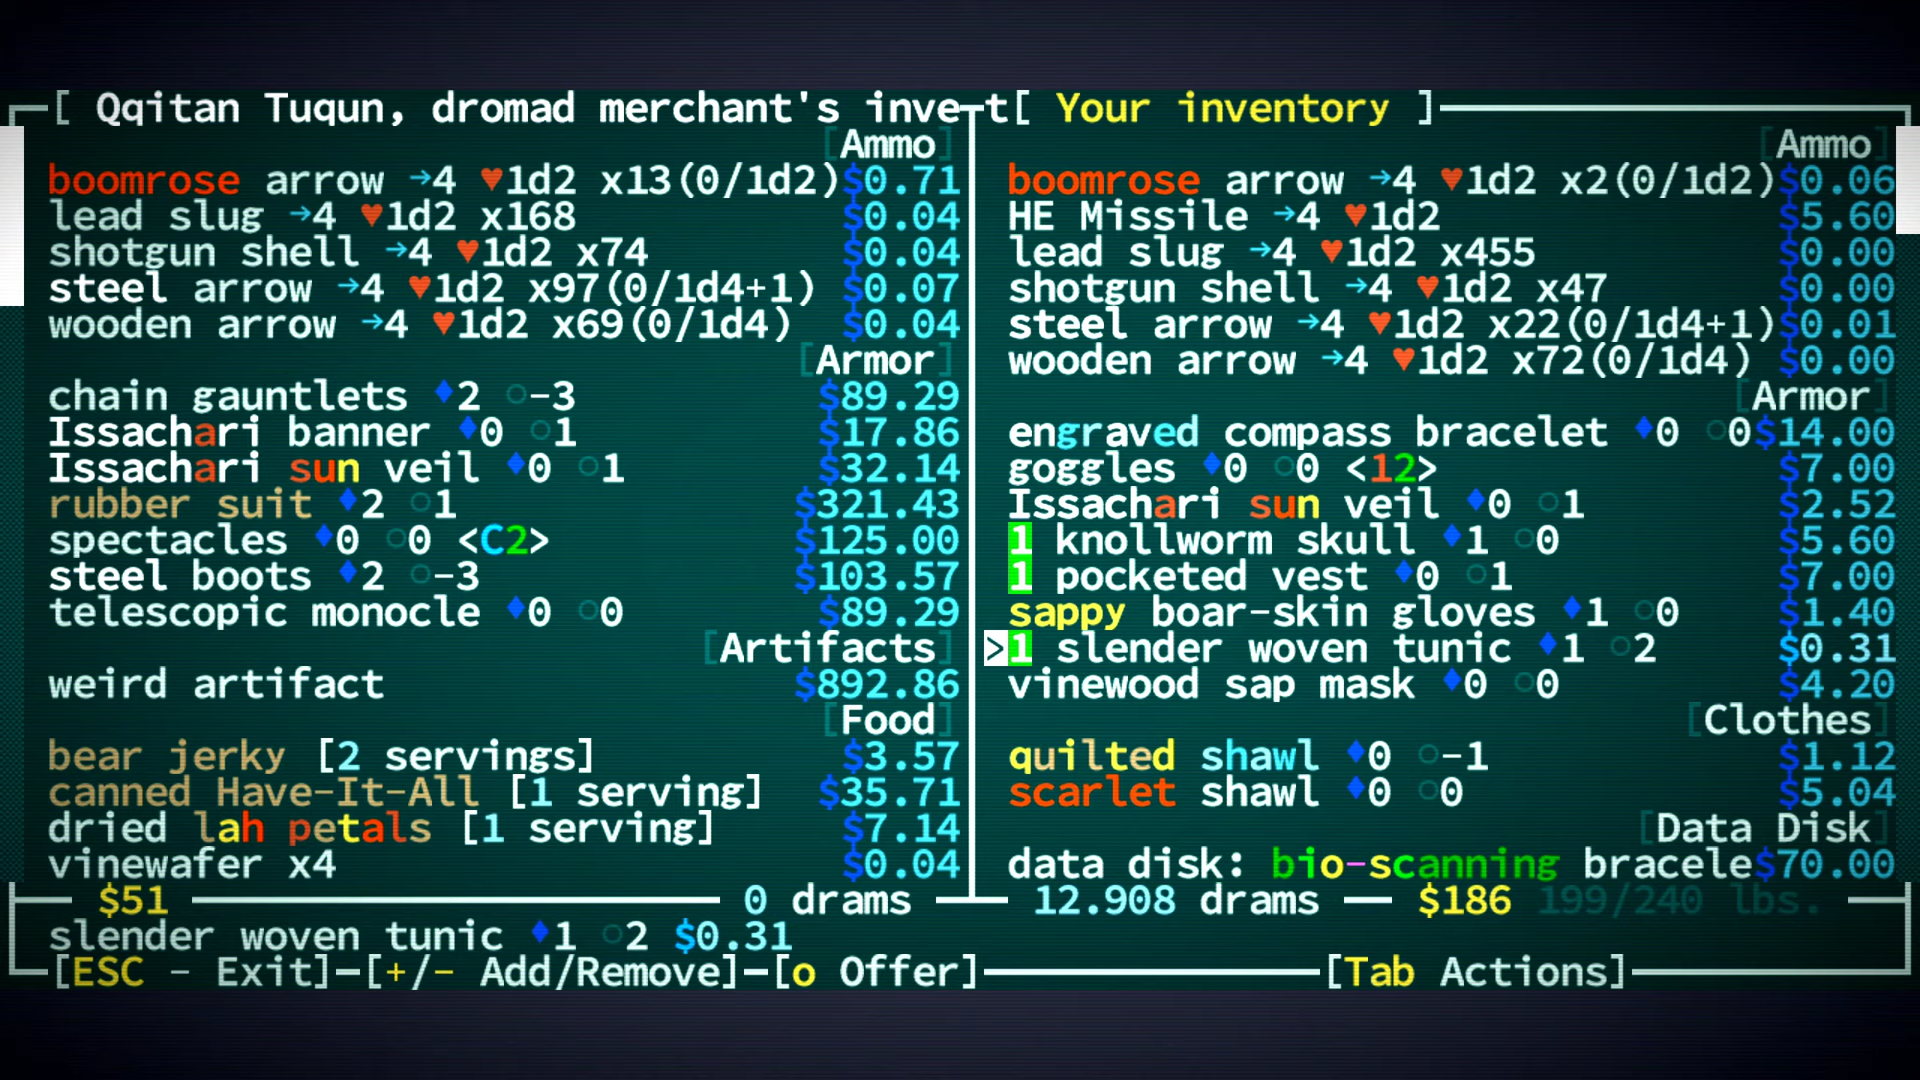 [ Qqitan Tuqun, dromad merchant's inve
[Ammo]
boomrose arrow →4 ♥1d2 x13(0/1d2) $0.71
lead slug →4 ♥1d2 x168 $0.04
shotgun shell →4 ♥1d2 x74 $0.04
steel arrow →4 ♥1d2 x97(0/1d4+1) $0.07
wooden arrow →4 ♥1d2 x69(0/1d4) $0.04
[Armor]
chain gauntlets ♦2 ○-3 $89.29
Issachari banner ♦0 ○1 $17.86
Issachari sun veil ♦0 ○1 $32.14
rubber suit ♦2 ○1 $321.43
spectacles ♦0 ○0 <C2> $125.00
steel boots ♦2 ○-3 $103.57
telescopic monocle ♦0 ○0 $89.29
[Artifacts]
weird artifact $892.86
[Food]
bear jerky [2 servings] $3.57
canned Have-It-All [1 serving] $35.71
dried lah petals [1 serving] $7.14
vinewafer x4 $0.04
$51 0 drams
t[ Your inventory ]
[Ammo]
boomrose arrow →4 ♥1d2 x2(0/1d2) $0.06
HE Missile →4 ♥1d2 $5.60
lead slug →4 ♥1d2 x455 $0.00
shotgun shell →4 ♥1d2 x47 $0.00
steel arrow →4 ♥1d2 x22(0/1d4+1) $0.01
wooden arrow →4 ♥1d2 x72(0/1d4) $0.00
[Armor]
engraved compass bracelet ♦0 ○0 $14.00
goggles ♦0 ○0 <12> $7.00
Issachari sun veil ♦0 ○1 $2.52
1 knollworm skull ♦1 ○0 $5.60
1 pocketed vest ♦0 ○1 $7.00
sappy boar-skin gloves ♦1 ○0 $1.40
>1 slender woven tunic ♦1 ○2 $0.31
vinewood sap mask ♦0 ○0 $4.20
[Clothes]
quilted shawl ♦0 ○-1 $1.12
scarlet shawl ♦0 ○0 $5.04
[Data Disk]
data disk: bio-scanning bracele$70.00
12.908 drams $186 199/240 lbs.
slender woven tunic ♦1 ○2 $0.31
[ESC - Exit] [+/- Add/Remove] [o Offer] [Tab Actions]